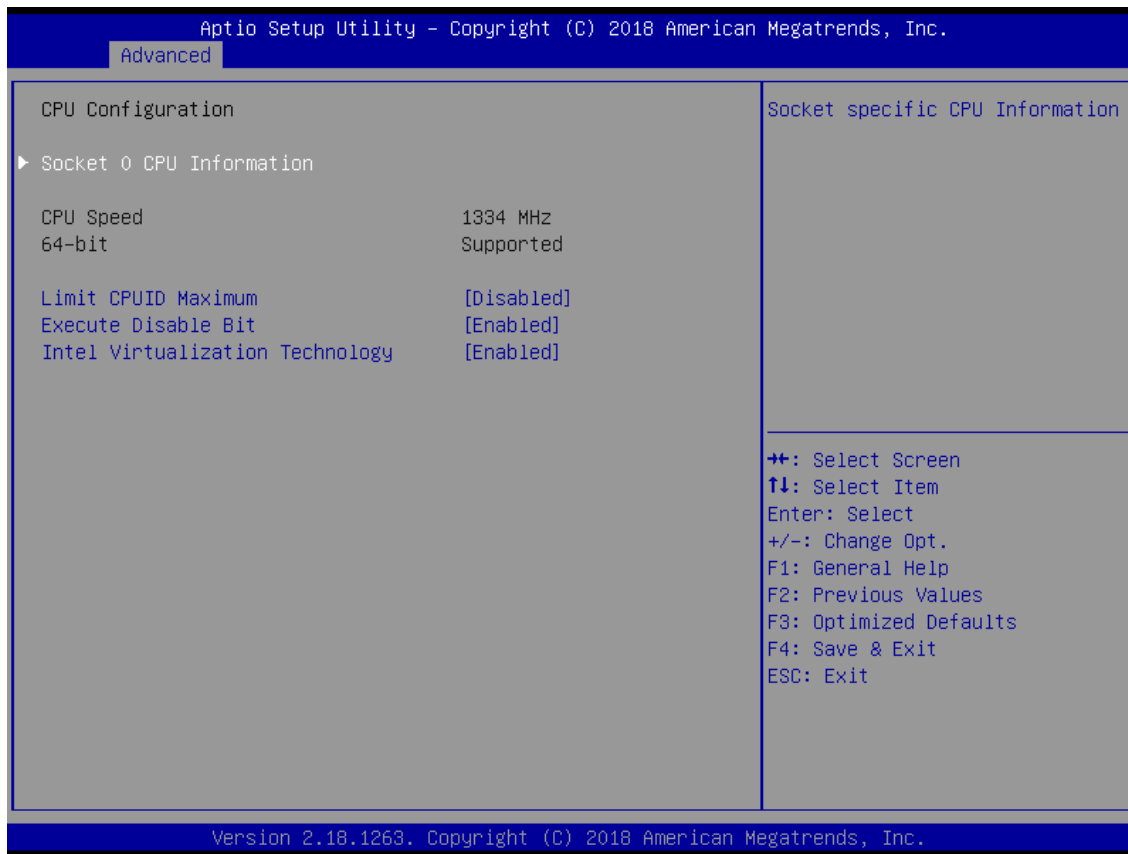 Aptio Setup Utility – Copyright (C) 2018 American Megatrends, Inc.
Advanced
CPU Configuration
Socket 0 CPU Information
CPU Speed 1334 MHz
64-bit Supported
Limit CPUID Maximum [Disabled]
Execute Disable Bit [Enabled]
Intel Virtualization Technology [Enabled]
Socket specific CPU Information
→←: Select Screen
↑↓: Select Item
Enter: Select
+/-: Change Opt.
F1: General Help
F2: Previous Values
F3: Optimized Defaults
F4: Save & Exit
ESC: Exit
Version 2.18.1263. Copyright (C) 2018 American Megatrends, Inc.